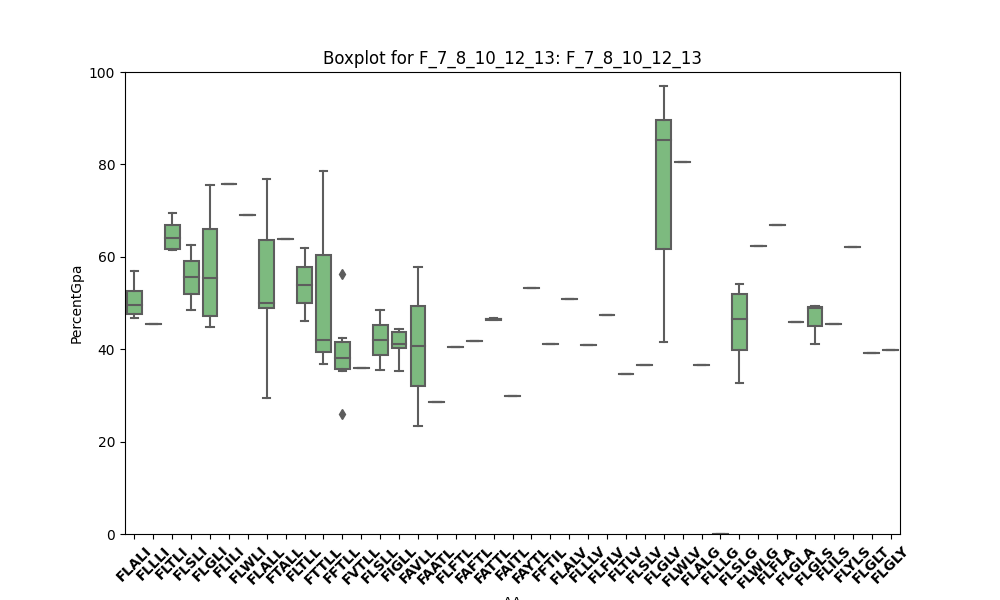 Boxplot for F_7_8_10_12_13: F_7_8_10_12_13
PercentGpa
100
80
60
40
20
0
FLALI
FLLLI
FLTLI
FLSLI
FLGLI
FLILI
FLWLI
FLALL
FTALL
FLTLL
FTTLL
FFTLL
FVTLL
FLSLL
FIGLL
FAVLL
FAATL
FLFTL
FAFTL
FATTL
FAITL
FAYTL
FFTIL
FLALV
FLLLV
FLFLV
FLTLV
FLSLV
FLGLV
FLWLV
FLALG
FLLLG
FLSLG
FLWLG
FLFLA
FLGLA
FLGLS
FLILS
FLYLS
FLGLT
FLGLY